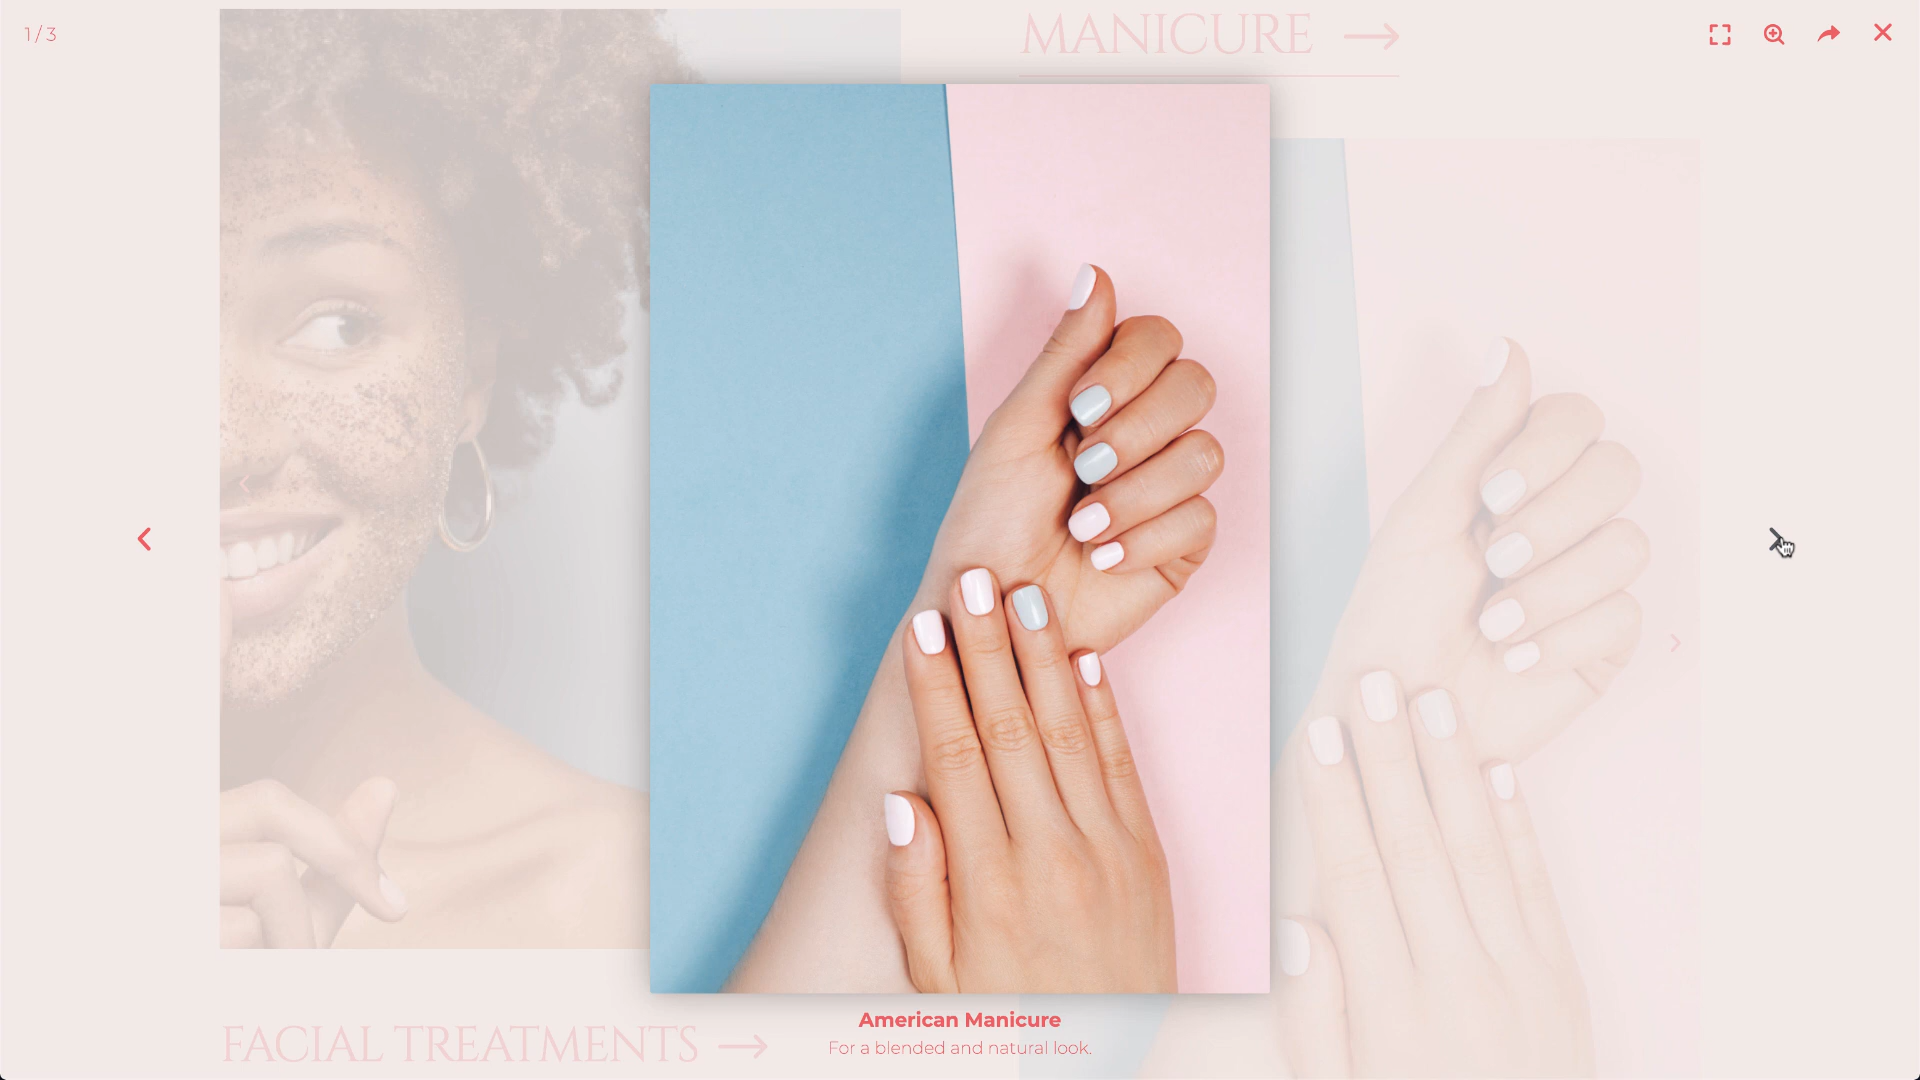 1 / 3
MANICURE
American Manicure
For a blended and natural look.
FACIAL TREATMENTS